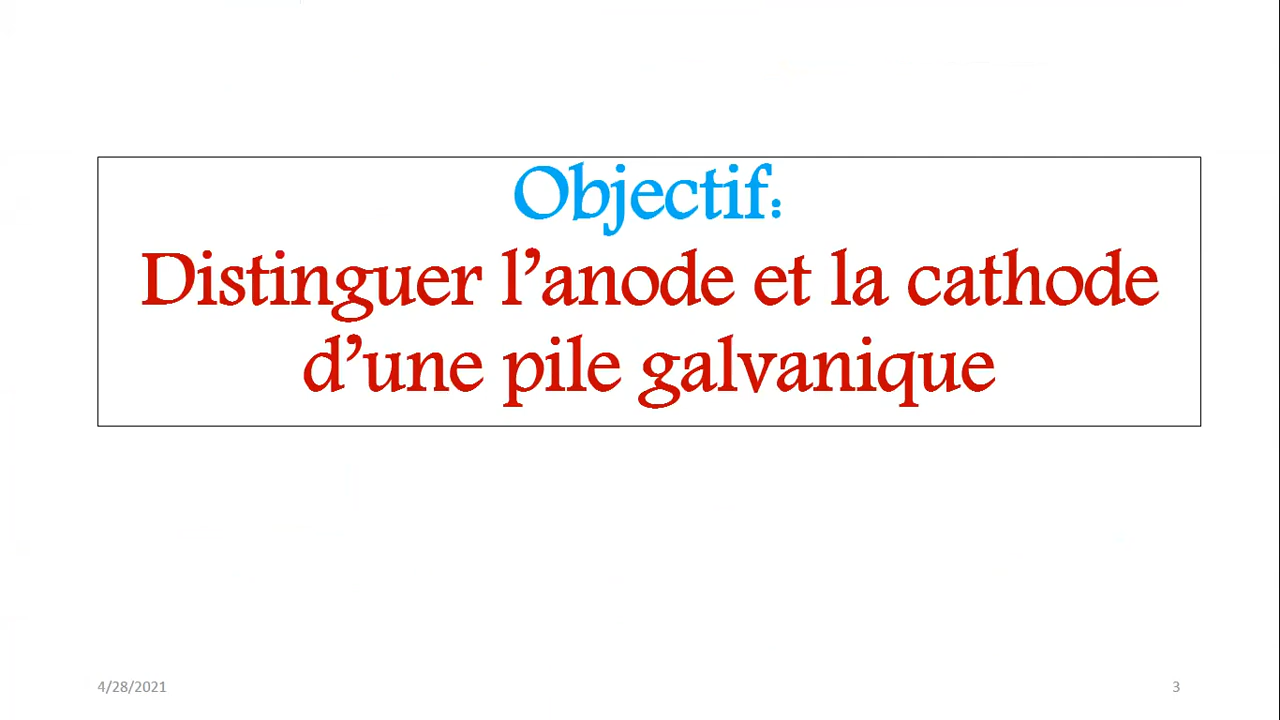 Objectif:
Distinguer l’anode et la cathode
d’une pile galvanique
4/28/2021
3